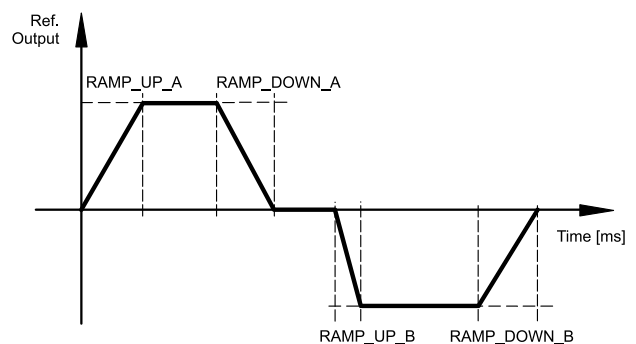 Ref.
Output
RAMP_UP_A
RAMP_DOWN_A
Time [ms]
RAMP_UP_B
RAMP_DOWN_B